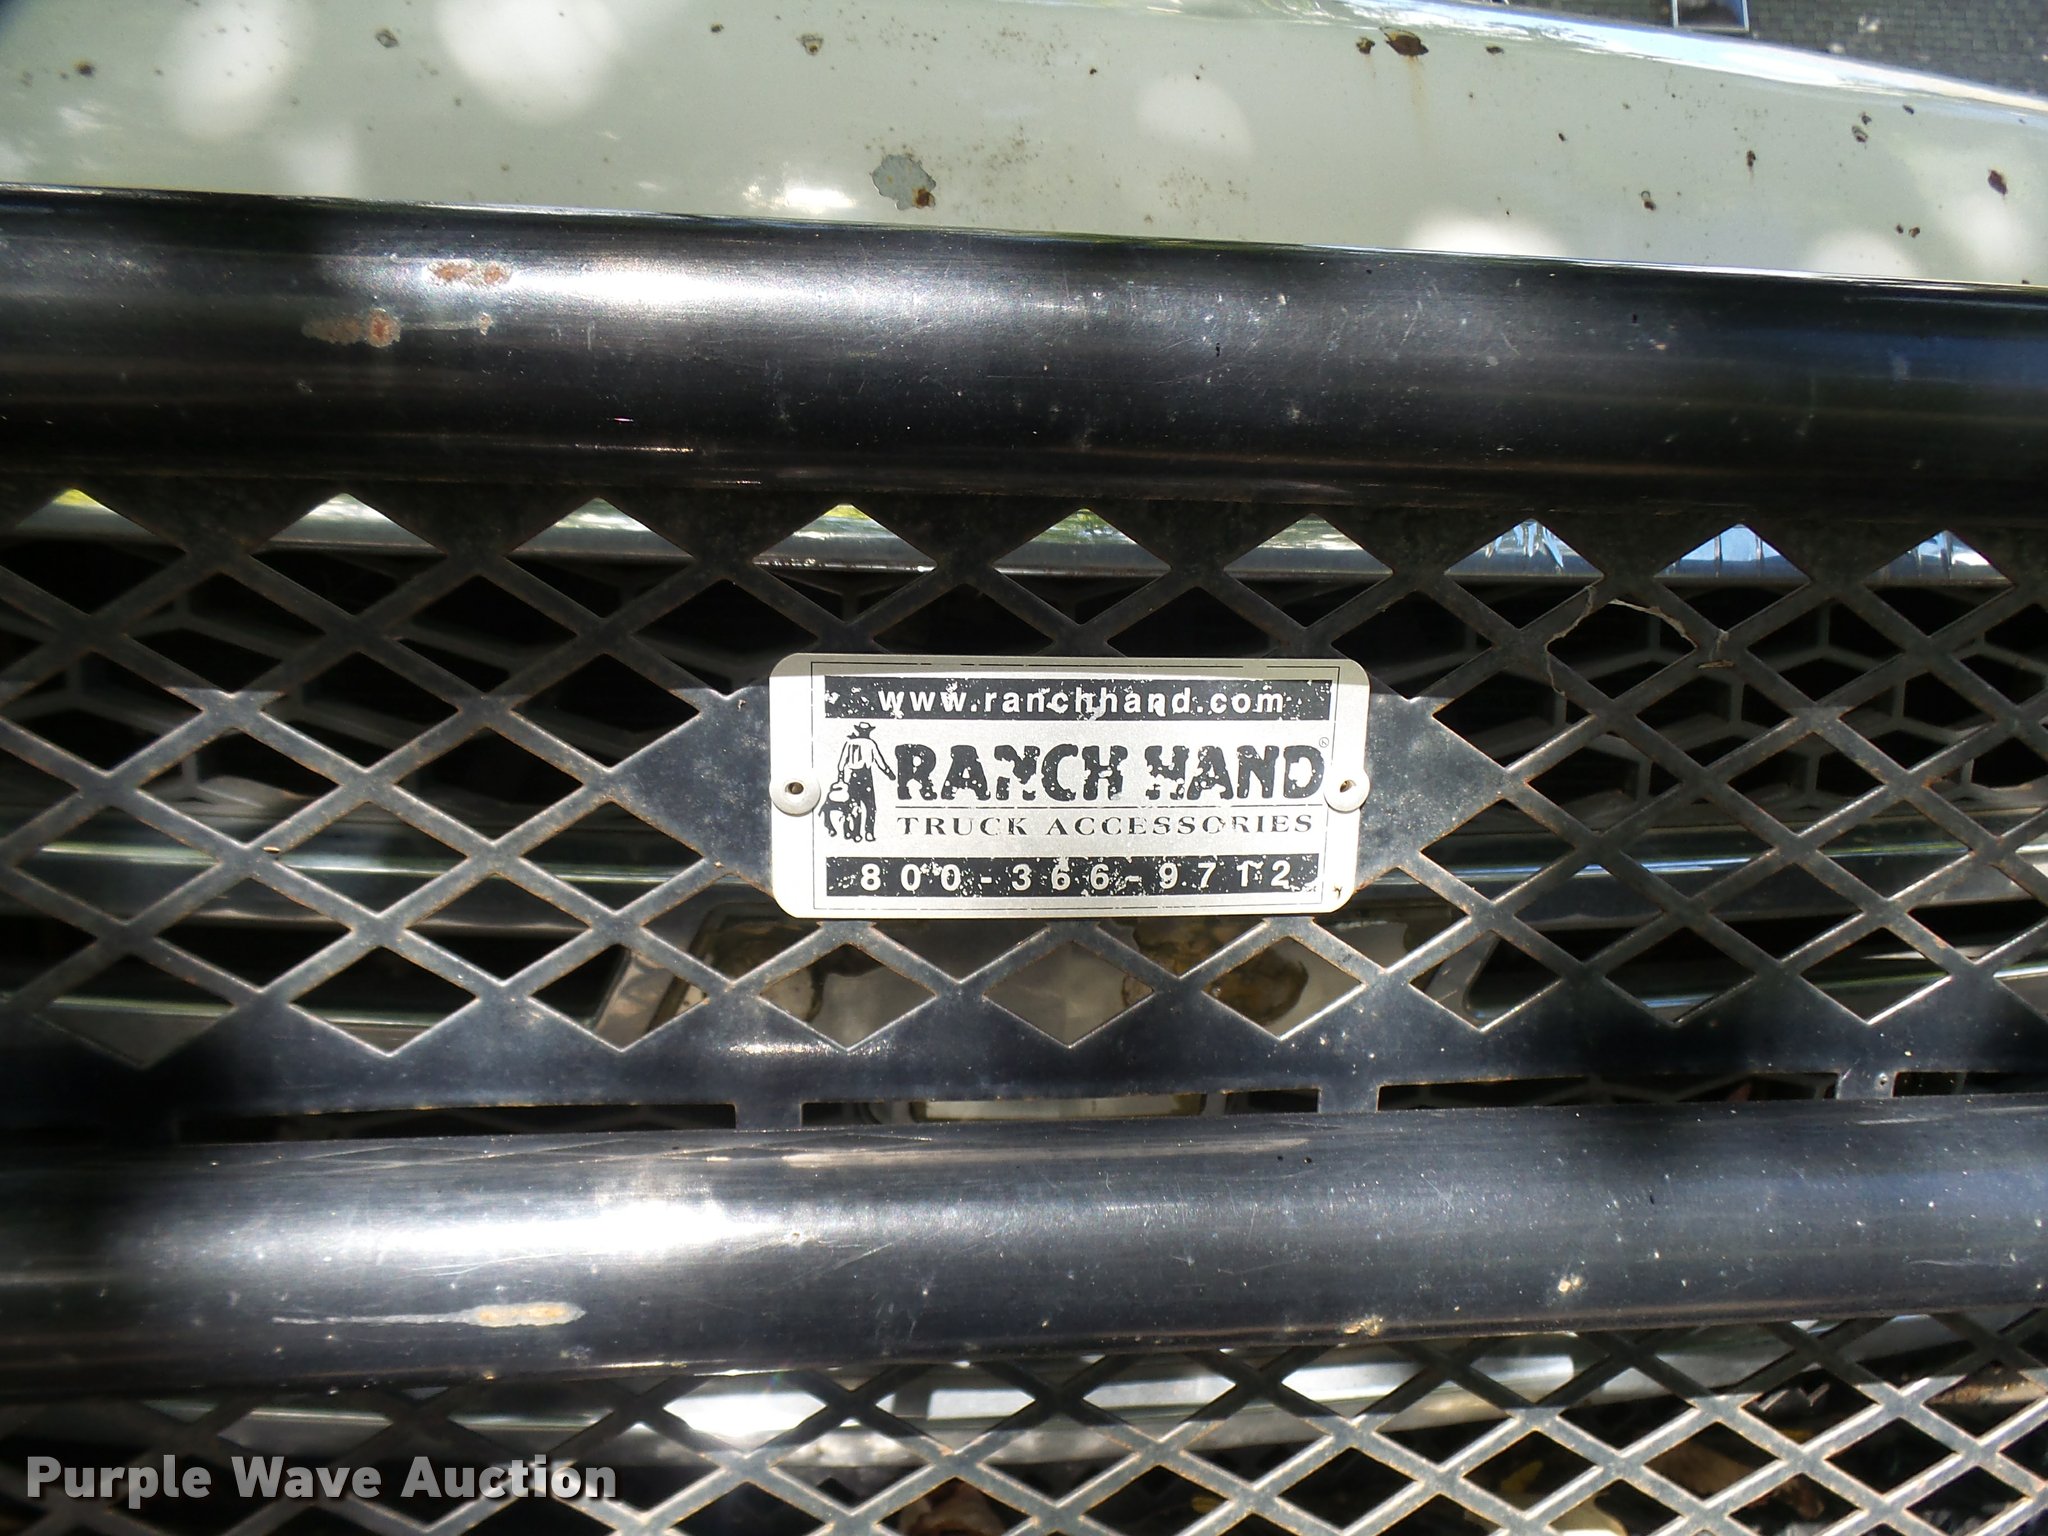 www.ranchhand.com
RANCH HAND®
TRUCK ACCESSORIES
800-366-9712
Purple Wave Auction